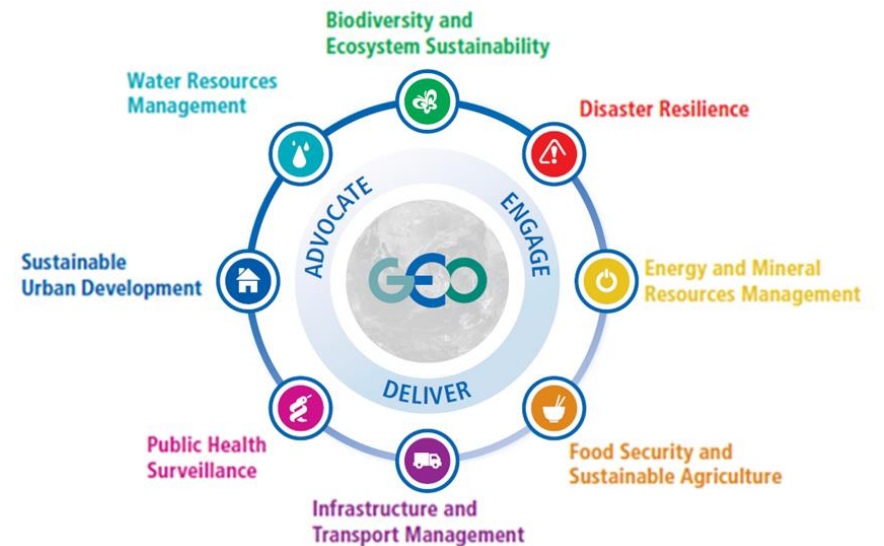 Biodiversity and
Ecosystem Sustainability
Water Resources
Management
Disaster Resilience
ADVOCATE
ENGAGE
GEO
Sustainable
Urban Development
Energy and Mineral
Resources Management
DELIVER
Public Health
Surveillance
Food Security and
Sustainable Agriculture
Infrastructure and
Transport Management